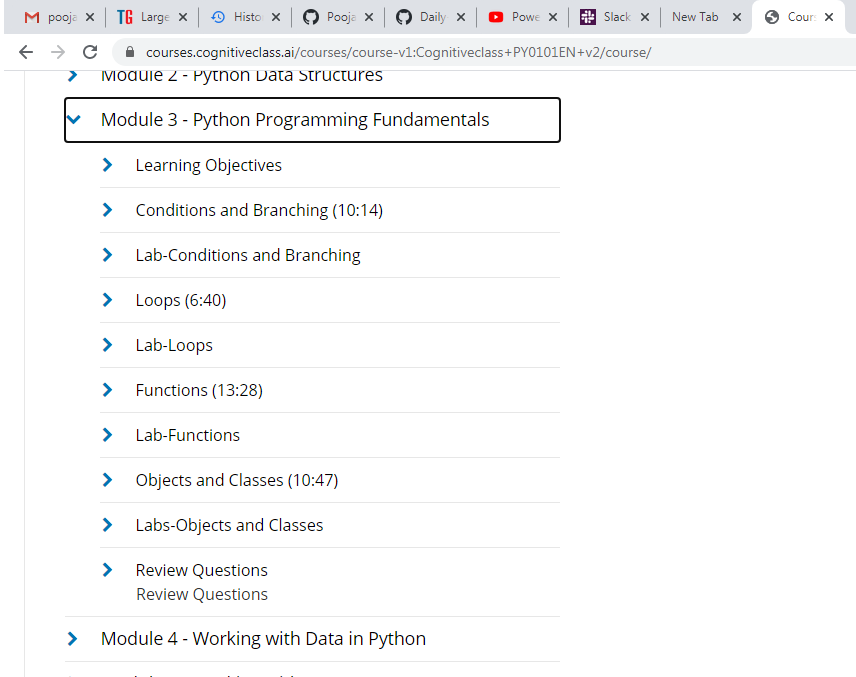 pooja Large Histo Pooja Daily Powe Slack New Tab Cours
courses.cognitiveclass.ai/courses/course-v1:Cognitiveclass+PY0101EN+v2/course/
Module 2 - Python Data Structures
Module 3 - Python Programming Fundamentals
Learning Objectives
Conditions and Branching (10:14)
Lab-Conditions and Branching
Loops (6:40)
Lab-Loops
Functions (13:28)
Lab-Functions
Objects and Classes (10:47)
Labs-Objects and Classes
Review Questions
Review Questions
Module 4 - Working with Data in Python